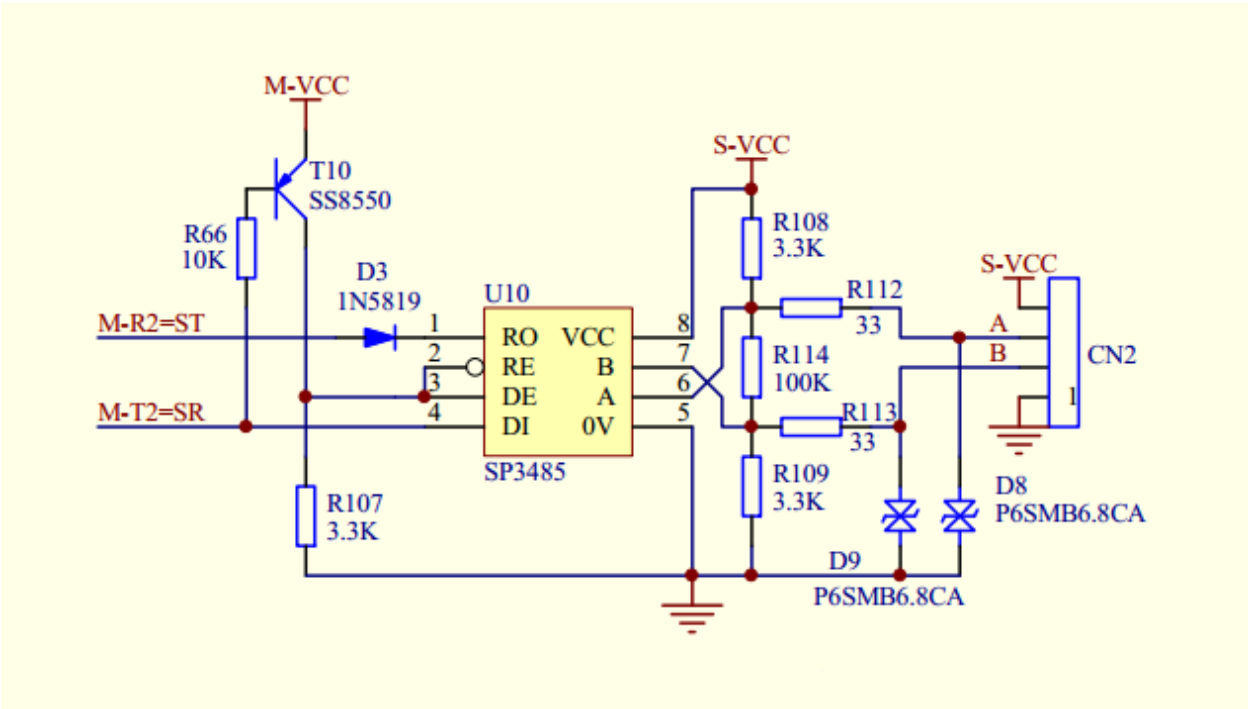 M-VCC
T10
SS8550
R66
10K
D3
1N5819
M-R2=ST
M-T2=SR
R107
3.3K
U10
1
2
3
4
RO
RE
DE
DI
VCC
B
A
0V
8
7
6
5
SP3485
S-VCC
R108
3.3K
R114
100K
R109
3.3K
R112
33
R113
33
S-VCC
A
B
1
CN2
D8
P6SMB6.8CA
D9
P6SMB6.8CA